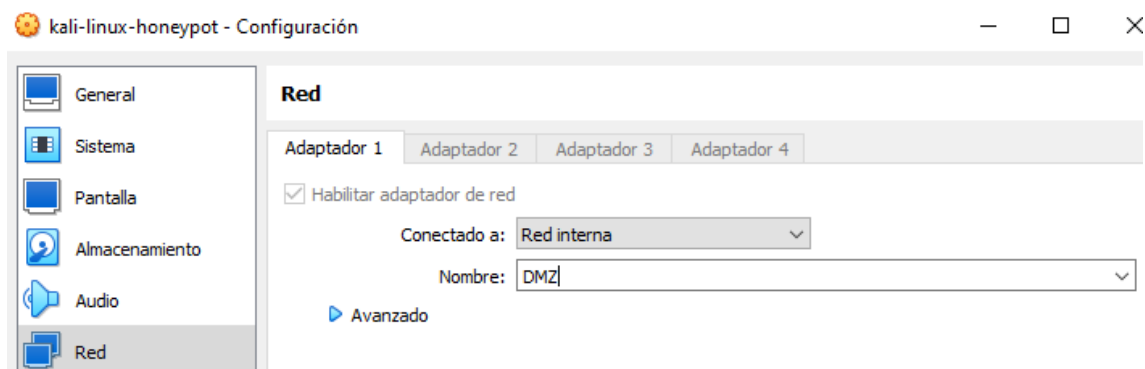 kali-linux-honeypot - Configuración
General
Sistema
Pantalla
Almacenamiento
Audio
Red
Red
Adaptador 1 Adaptador 2 Adaptador 3 Adaptador 4
Habilitar adaptador de red
Conectado a: Red interna
Nombre: DMZ
Avanzado